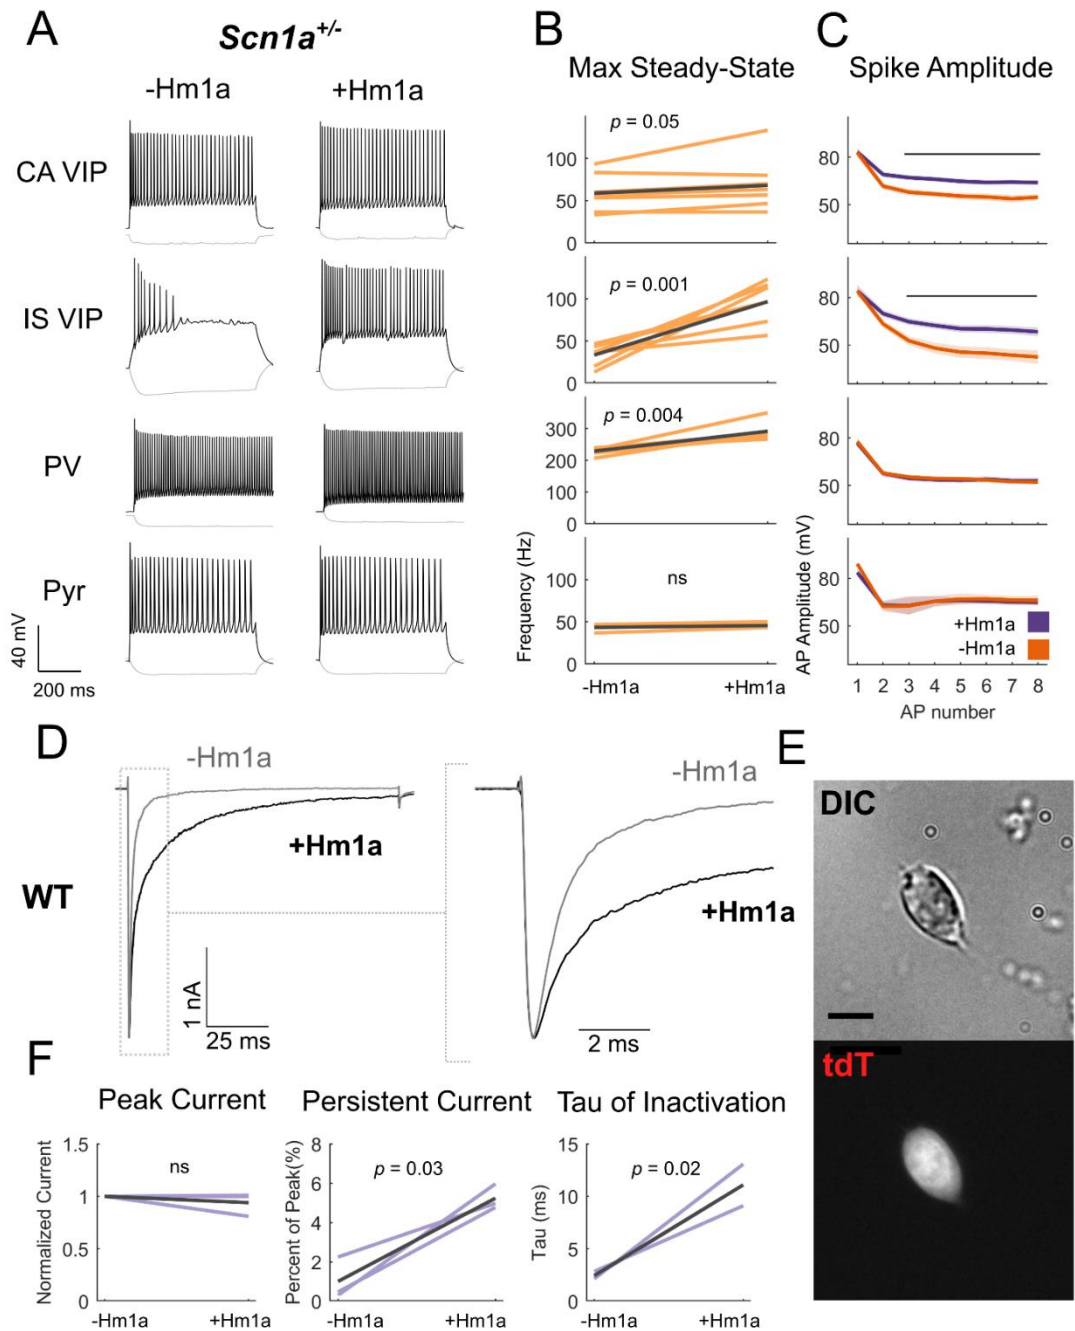 A
Scn1a+/-
-Hm1a
+Hm1a
CA VIP
IS VIP
PV
Pyr
40 mV
200 ms
B
Max Steady-State
p = 0.05
100
50
0
p = 0.001
100
50
0
p = 0.004
300
200
100
0
ns
100
50
0
Frequency (Hz)
-Hm1a
+Hm1a
C
Spike Amplitude
80
50
80
50
80
50
80
50
AP Amplitude (mV)
+Hm1a
-Hm1a
1 2 3 4 5 6 7 8
AP number
D
WT
-Hm1a
+Hm1a
1 nA
25 ms
-Hm1a
+Hm1a
2 ms
E
DIC
tdT
F
Peak Current
ns
1.5
1
0.5
0
Normalized Current
-Hm1a
+Hm1a
Persistent Current
p = 0.03
8
6
4
2
0
Percent of Peak(%)
-Hm1a
+Hm1a
Tau of Inactivation
p = 0.02
15
10
5
0
Tau (ms)
-Hm1a
+Hm1a